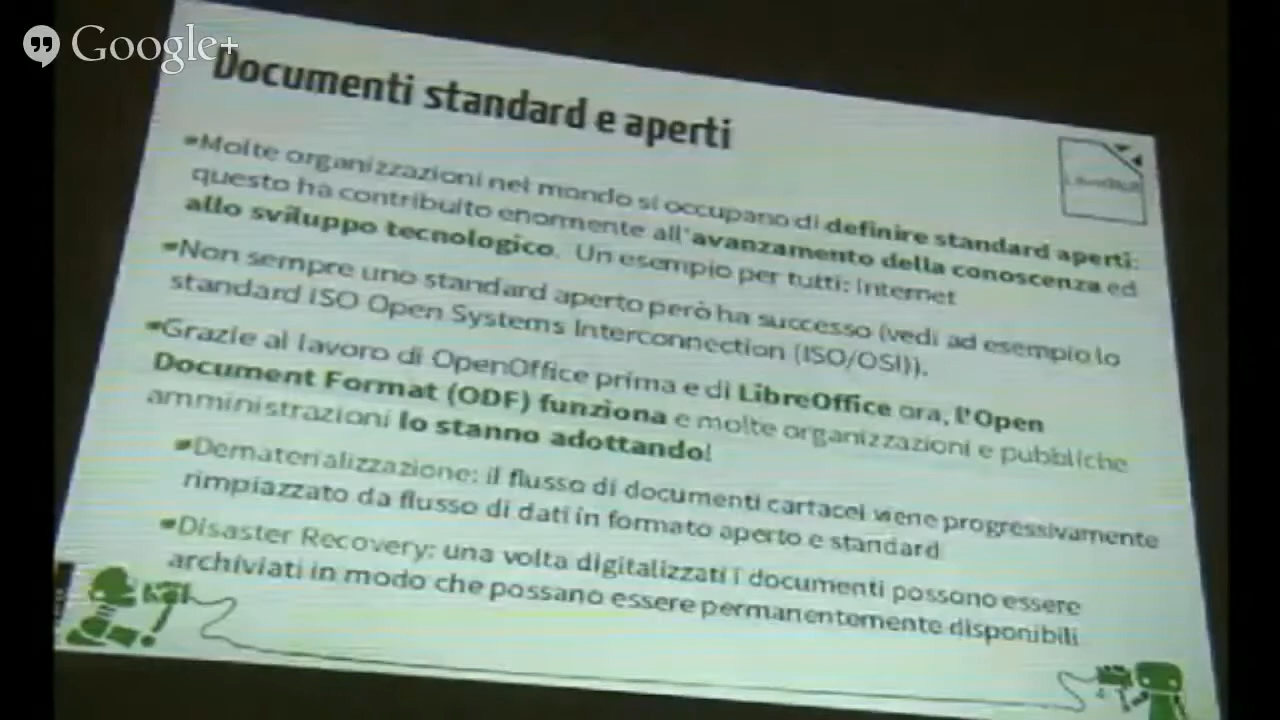 Google+
Documenti standard e aperti
Molte organizzazioni nel mondo si occupano di definire standard aperti:
questo ha contribuito enormemente all'avanzamento della conoscenza ed
allo sviluppo tecnologico. Un esempio per tutti: Internet
Non sempre uno standard aperto però ha successo (vedi ad esempio lo
standard ISO Open Systems Interconnection (ISO/OSI)).
Grazie al lavoro di OpenOffice prima e di LibreOffice ora, l'Open
Document Format (ODF) funziona e molte organizzazioni e pubbliche
amministrazioni lo stanno adottando!
Dematerializzazione: il flusso di documenti cartacei viene progressivamente
rimpiazzato da flusso di dati in formato aperto e standard
Disaster Recovery: una volta digitalizzati i documenti possono essere
archiviati in modo che possano essere permanentemente disponibili